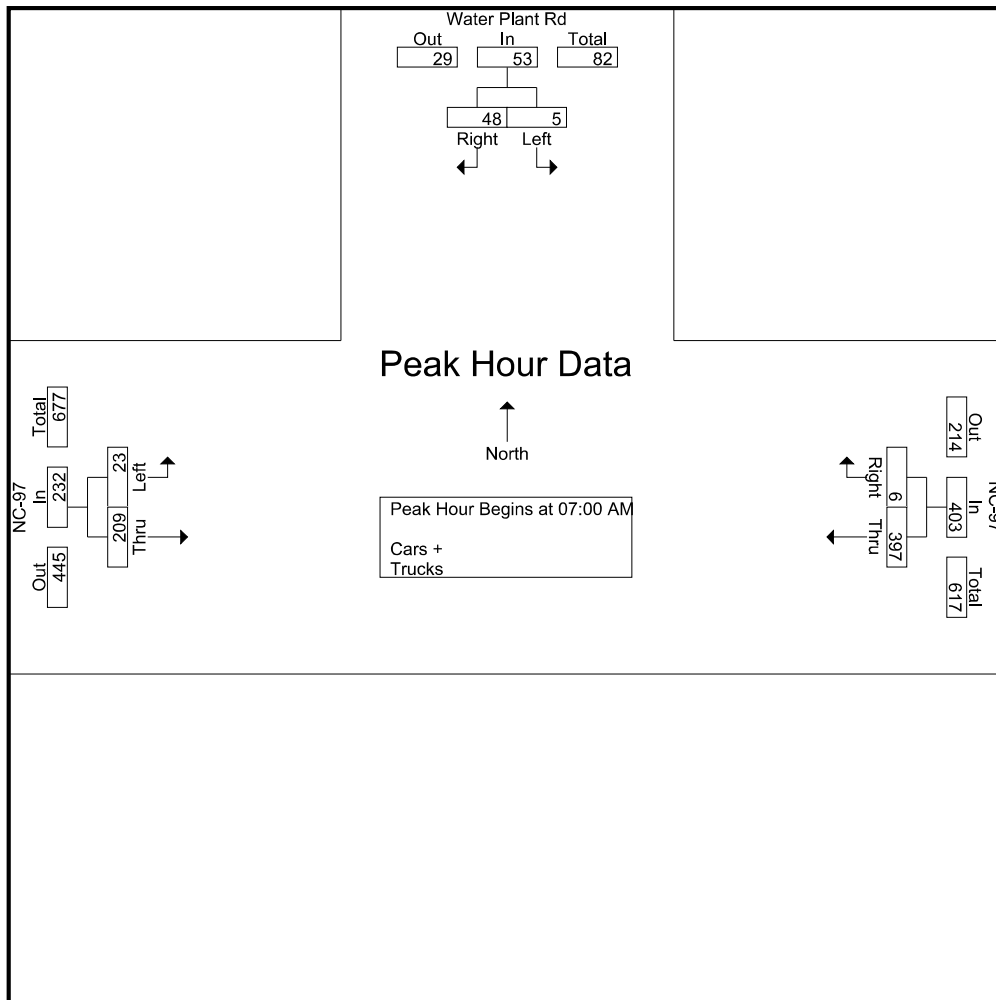 Water Plant Rd
Out In Total
29 53 82
48 5
Right Left
Peak Hour Data
North
Peak Hour Begins at 07:00 AM
Cars +
Trucks
NC-97
Out In Total
445 232 677
209 23
Thru Left
NC-97
Out In Total
214 403 617
6 397
Right Thru